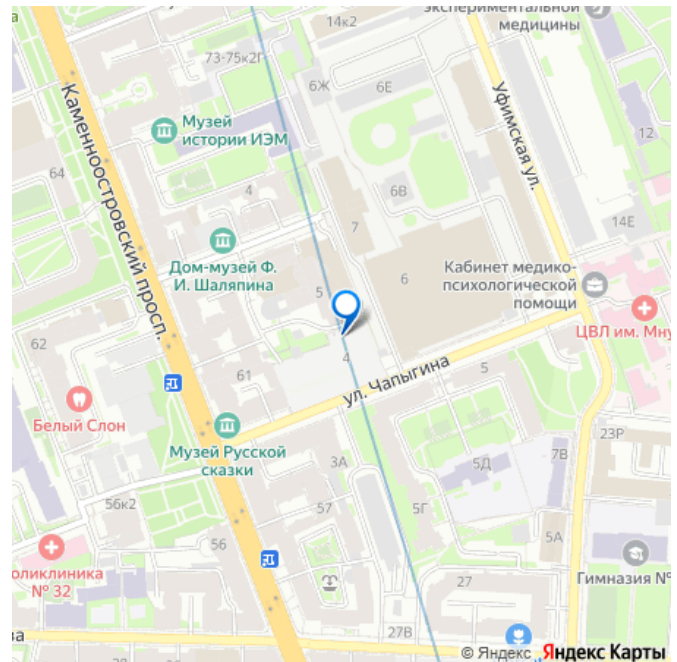 экспериментальной
медицины
14к2
73-75к2Г
6Ж
6Е
Музей
истории ИЭМ
Уфимская ул.
12
64
Каменноостровский просп.
4
6В
14Е
7
Дом-музей Ф.
И. Шаляпина
6
Кабинет медико-
психологической
помощи
5
ЦВЛ им. Мну
62
4
61
ул. Чапыгина
5
Белый Слон
Музей Русской
сказки
23Р
3А
5Д
7В
56к2
57
5Г
56
5А
оликлиника
№ 32
27
Гимназия №
27В
за
© Яндекс Яндекс Карты